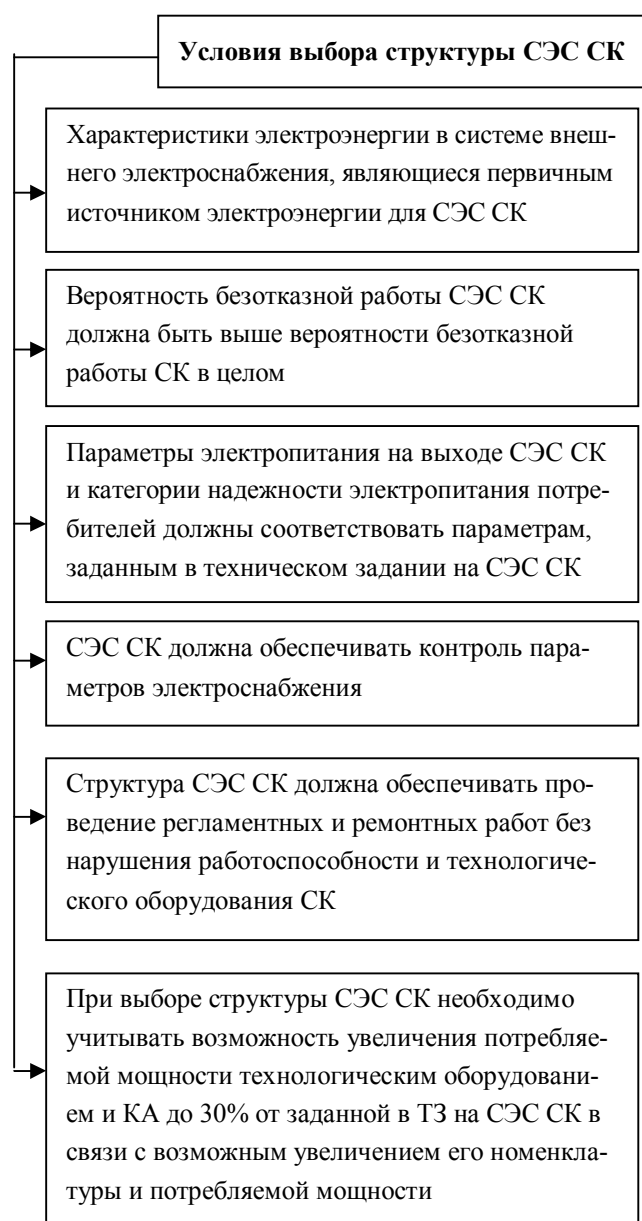 Условия выбора структуры СЭС СК
Характеристики электроэнергии в системе внеш-
него электроснабжения, являющиеся первичным
источником электроэнергии для СЭС СК
Вероятность безотказной работы СЭС СК
должна быть выше вероятности безотказной
работы СК в целом
Параметры электропитания на выходе СЭС СК
и категории надежности электропитания потре-
бителей должны соответствовать параметрам,
заданным в техническом задании на СЭС СК
СЭС СК должна обеспечивать контроль пара-
метров электроснабжения
Структура СЭС СК должна обеспечивать про-
ведение регламентных и ремонтных работ без
нарушения работоспособности и технологиче-
ского оборудования СК
При выборе структуры СЭС СК необходимо
учитывать возможность увеличения потребляе-
мой мощности технологическим оборудовани-
ем и КА до 30% от заданной в ТЗ на СЭС СК в
связи с возможным увеличением его номенкла-
туры и потребляемой мощности